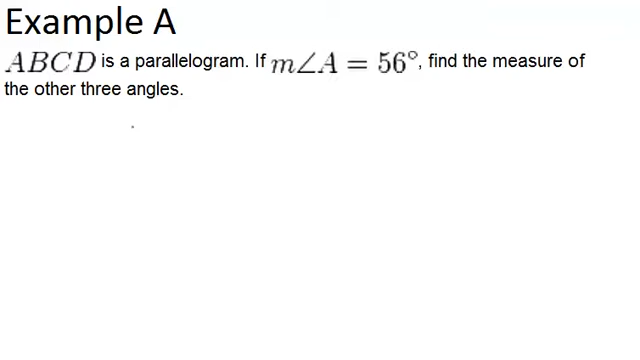 Example A
ABCD is a parallelogram. If m∠A = 56°, find the measure of
the other three angles.